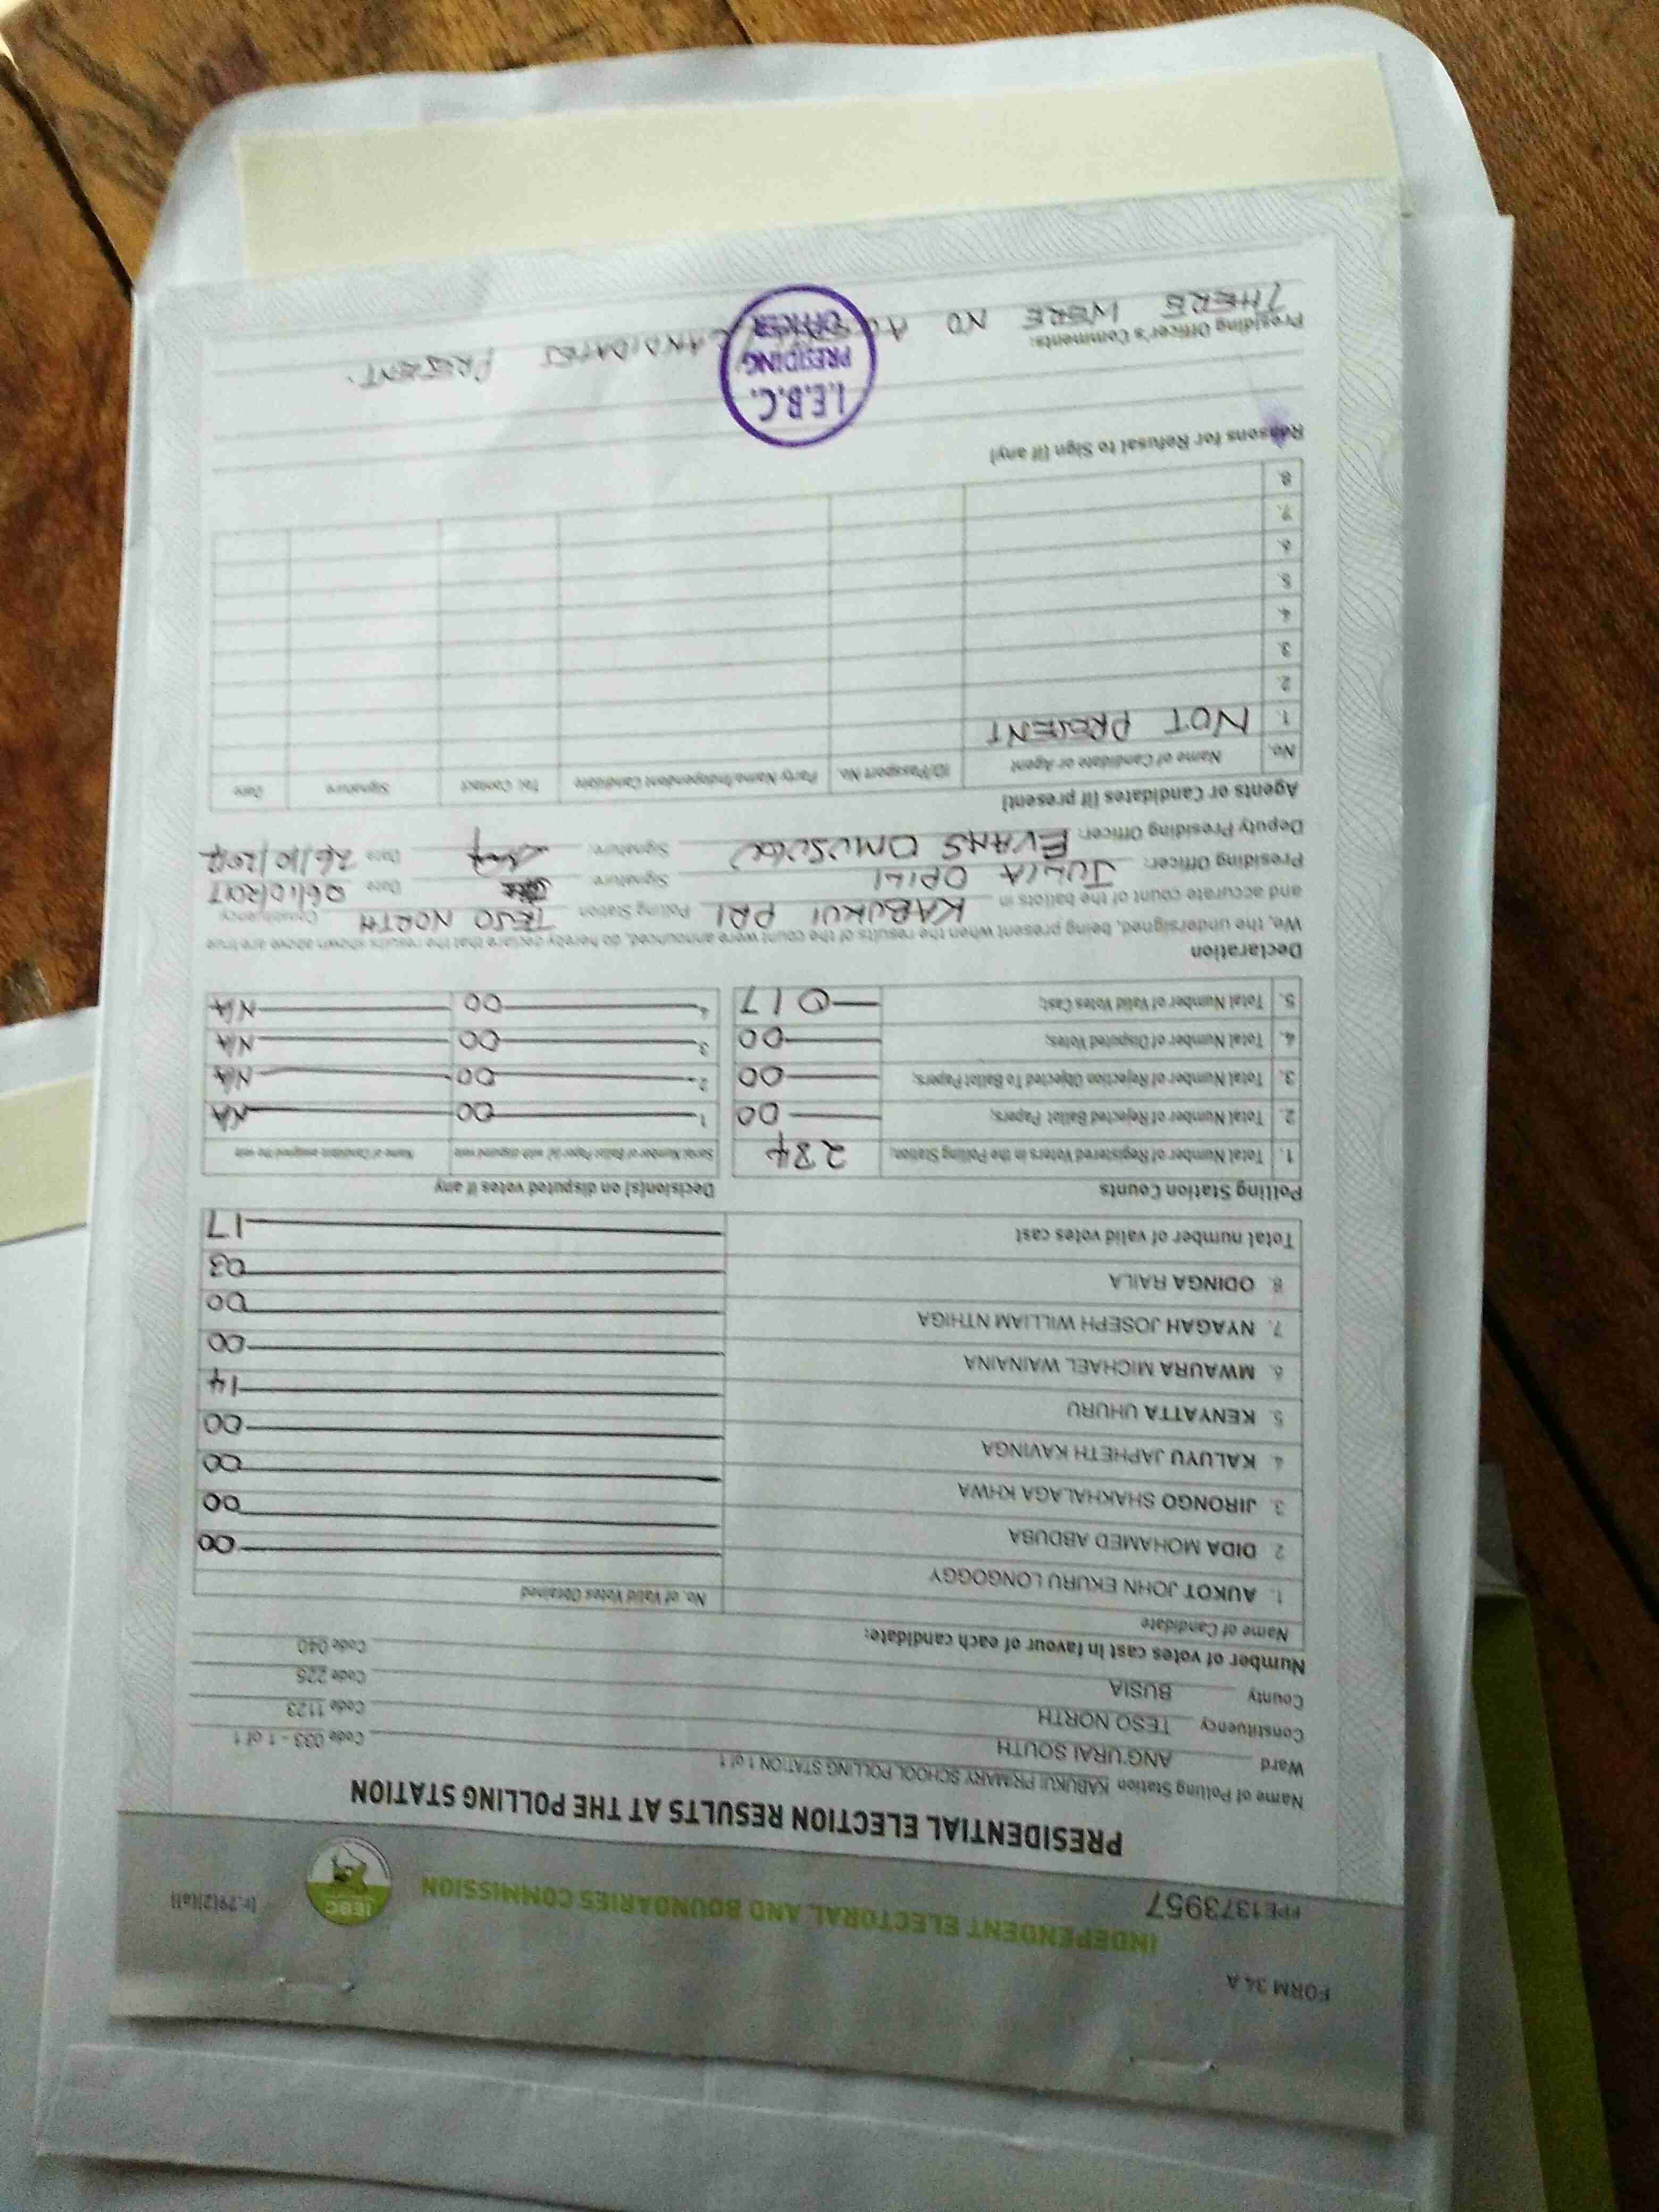 FORM 34 A
INDEPENDENT ELECTORAL AND BOUNDARIES COMMISSION
PPE1373957
IEBC
(r.79(2)(a))
PRESIDENTIAL ELECTION RESULTS AT THE POLLING STATION
Name of Polling Station KABUKUI PRIMARY SCHOOL POLLING STATION 1 of 1 Code 033 - 1 of 1
Ward ANG'URAI SOUTH Code 1123
Constituency TESO NORTH Code 225
County BUSIA Code 040
Number of votes cast in favour of each candidate:
Name of Candidate No. of Valid Votes Obtained
1. AUKOT JOHN EKURU LONGOGGY 00
2 DIDA MOHAMED ABDUBA 00
3. JIRONGO SHAKHALAGA KHWA 00
4. KALUYU JAPHETH KAVINGA 00
5. KENYATTA UHURU 14
6 MWAURA MICHAEL WAINAINA 00
7. NYAGAH JOSEPH WILLIAM NTHIGA 00
8. ODINGA RAILA 03
Total number of valid votes cast 17
Polling Station Counts Decision(s) on disputed votes if any
1. Total Number of Registered Voters in the Polling Station; 284 Serial Number of Ballot Paper (s) with disputed vote Name of Candidate assigned the vote
2. Total Number of Rejected Ballot Papers; 00 1 00 N/A
3. Total Number of Rejection Objected To Ballot Papers; 00 2 00 N/A
4. Total Number of Disputed Votes; 00 3 00 N/A
5. Total Number of Valid Votes Cast; 017 4 00 N/A
Declaration
We, the undersigned, being present when the results of the count were announced, do hereby declare that the results shown above are true
and accurate count of the ballots in KABUKUI PRI Polling Station TESO NORTH Constituency
Presiding Officer: JULIA OPILI Signature Date 26/10/2017
Deputy Presiding Officer: EVANS Signature Date 26/10/2017
Agents or Candidates (if present)
No. Name of Candidate or Agent ID/Passport No. Party Name/Independent Candidate Tel. Contact Signature Date
1. NOT PRESENT
2.
3.
4.
5.
6.
7.
8.
Reasons for Refusal to Sign (if any)
I.E.B.C.
PRESIDING
OFFICER
Presiding Officer's Comments:
THERE WERE NO CANDIDATES PRESENT.